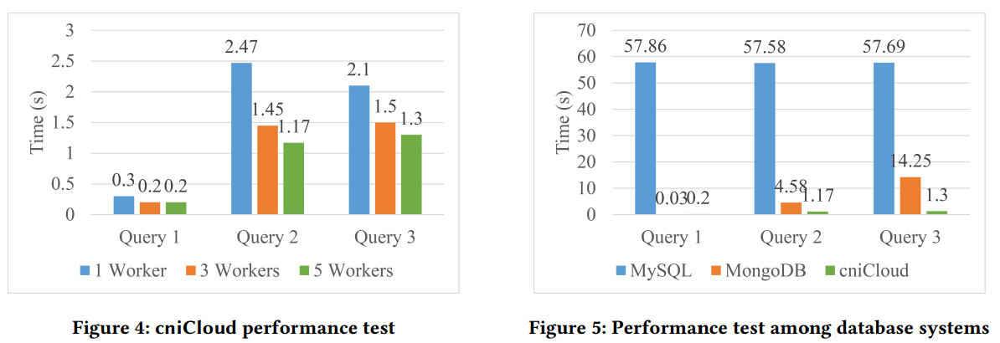 3
2.5
2
1.5
1
0.5
0
Time (s)
2.47
2.1
1.45
1.5
1.17
1.3
0.3
0.2
0.2
Query 1
Query 2
Query 3
1 Worker
3 Workers
5 Workers
Figure 4: cniCloud performance test
70
60
50
40
30
20
10
0
Time (s)
57.86
57.58
57.69
0.03
0.2
4.58
1.17
14.25
1.3
Query 1
Query 2
Query 3
MySQL
MongoDB
cniCloud
Figure 5: Performance test among database systems